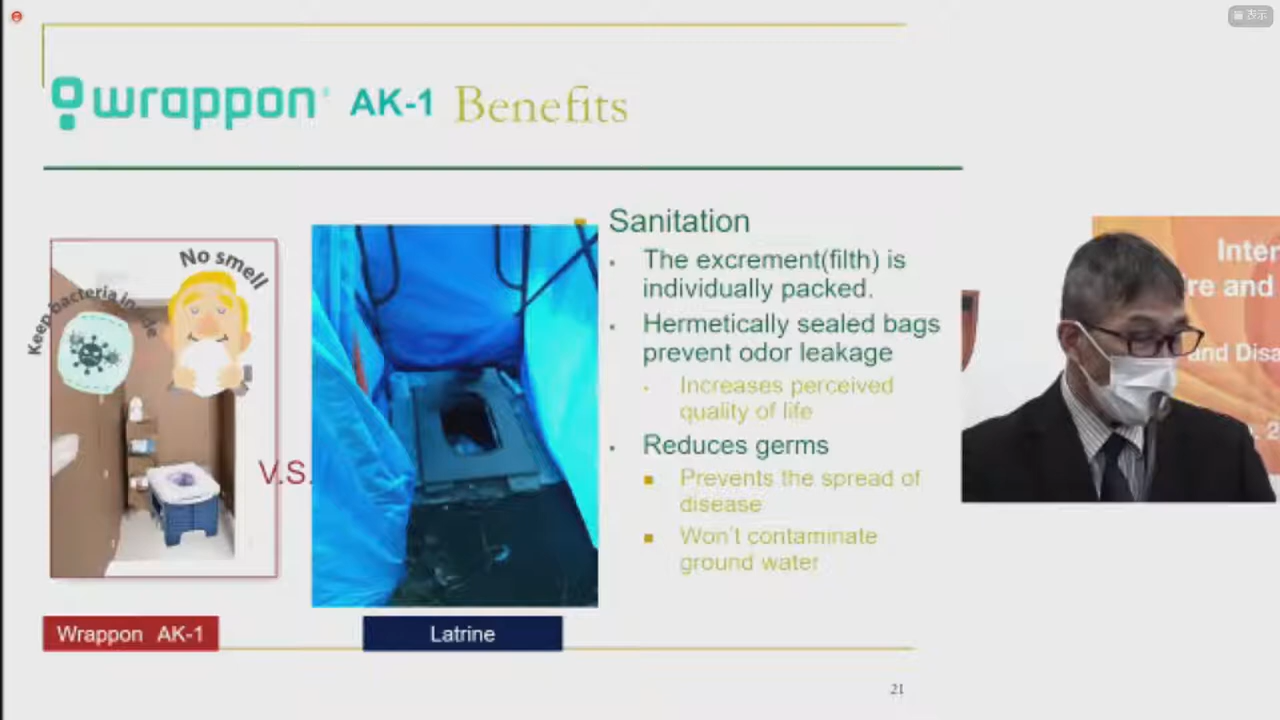 表示
wrappon AK-1 Benefits
No smell
Keep bacteria inside
V.S.
Sanitation
The excrement(filth) is
individually packed.
Hermetically sealed bags
prevent odor leakage
Increases perceived
quality of life
Reduces germs
Prevents the spread of
disease
Won't contaminate
ground water
Inter
re and
and Disa
Wrappon AK-1
Latrine
21